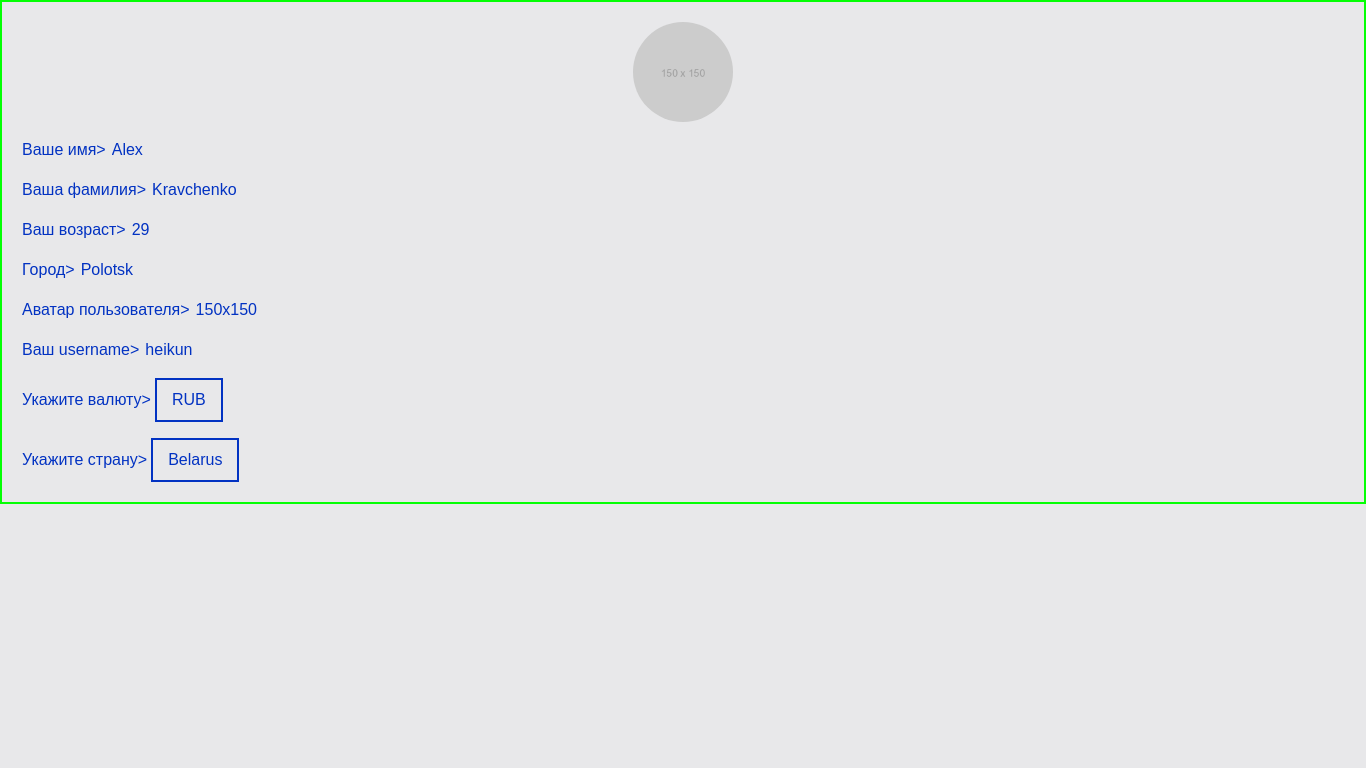 150 x 150
Ваше имя> Alex
Ваша фамилия> Kravchenko
Ваш возраст> 29
Город> Polotsk
Аватар пользователя> 150x150
Ваш username> heikun
Укажите валюту> RUB
Укажите страну> Belarus